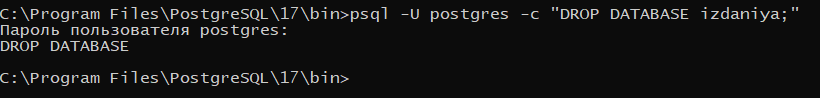 C:\Program Files\PostgreSQL\17\bin>psql -U postgres -c "DROP DATABASE izdaniya;"
Пароль пользователя postgres:
DROP DATABASE
C:\Program Files\PostgreSQL\17\bin>